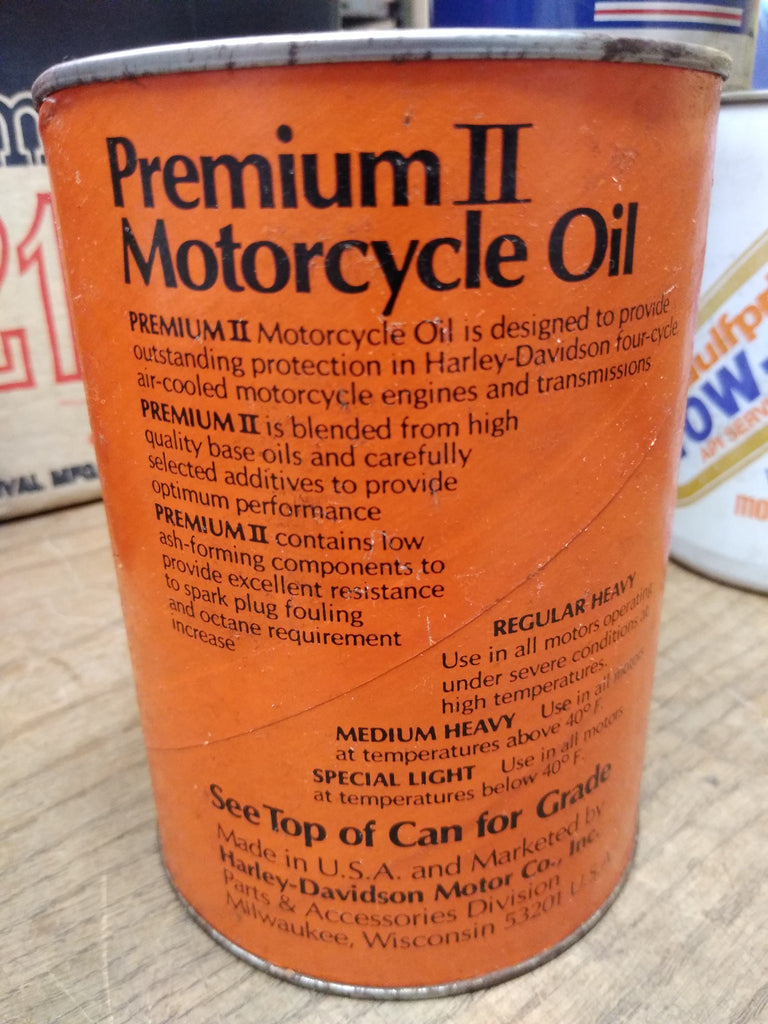 Premium II
Motorcycle Oil
PREMIUM II Motorcycle Oil is designed to provide
outstanding protection in Harley-Davidson four-cycle
air-cooled motorcycle engines and transmissions
PREMIUM II is blended from high
quality base oils and carefully
selected additives to provide
optimum performance
PREMIUM II contains low
ash-forming components to
provide excellent resistance
to spark plug fouling
and octane requirement
increase
REGULAR HEAVY
Use in all motors operating
under severe conditions at
high temperatures.
MEDIUM HEAVY Use in all motors
at temperatures above 40° F.
SPECIAL LIGHT Use in all motors
at temperatures below 40° F.
See Top of Can for Grade
Made in U.S.A. and Marketed by
Harley-Davidson Motor Co., Inc.
Parts & Accessories Division
Milwaukee, Wisconsin 53201 U.S.A.
21
MFG
API SERV